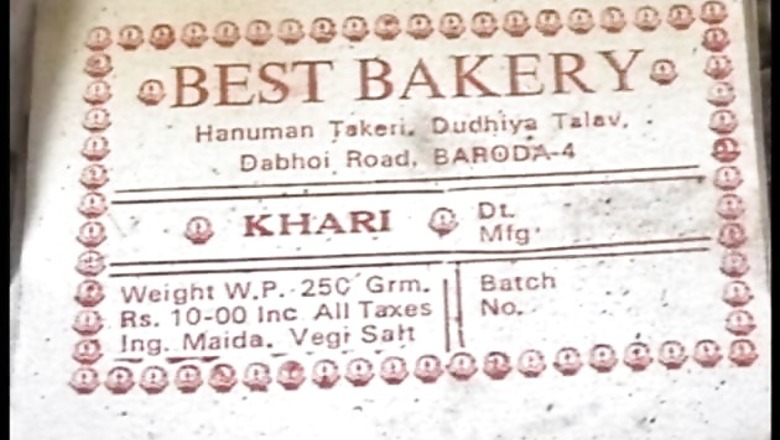 BEST BAKERY
Hanuman Tekeri, Dudhiya Talav,
Dabhoi Road, BARODA-4
KHARI
Dt.
Mfg
Weight W.P. 250 Grm.
Rs. 10-00 Inc All Taxes
Ing. Maida, Vegi Salt
Batch
No.